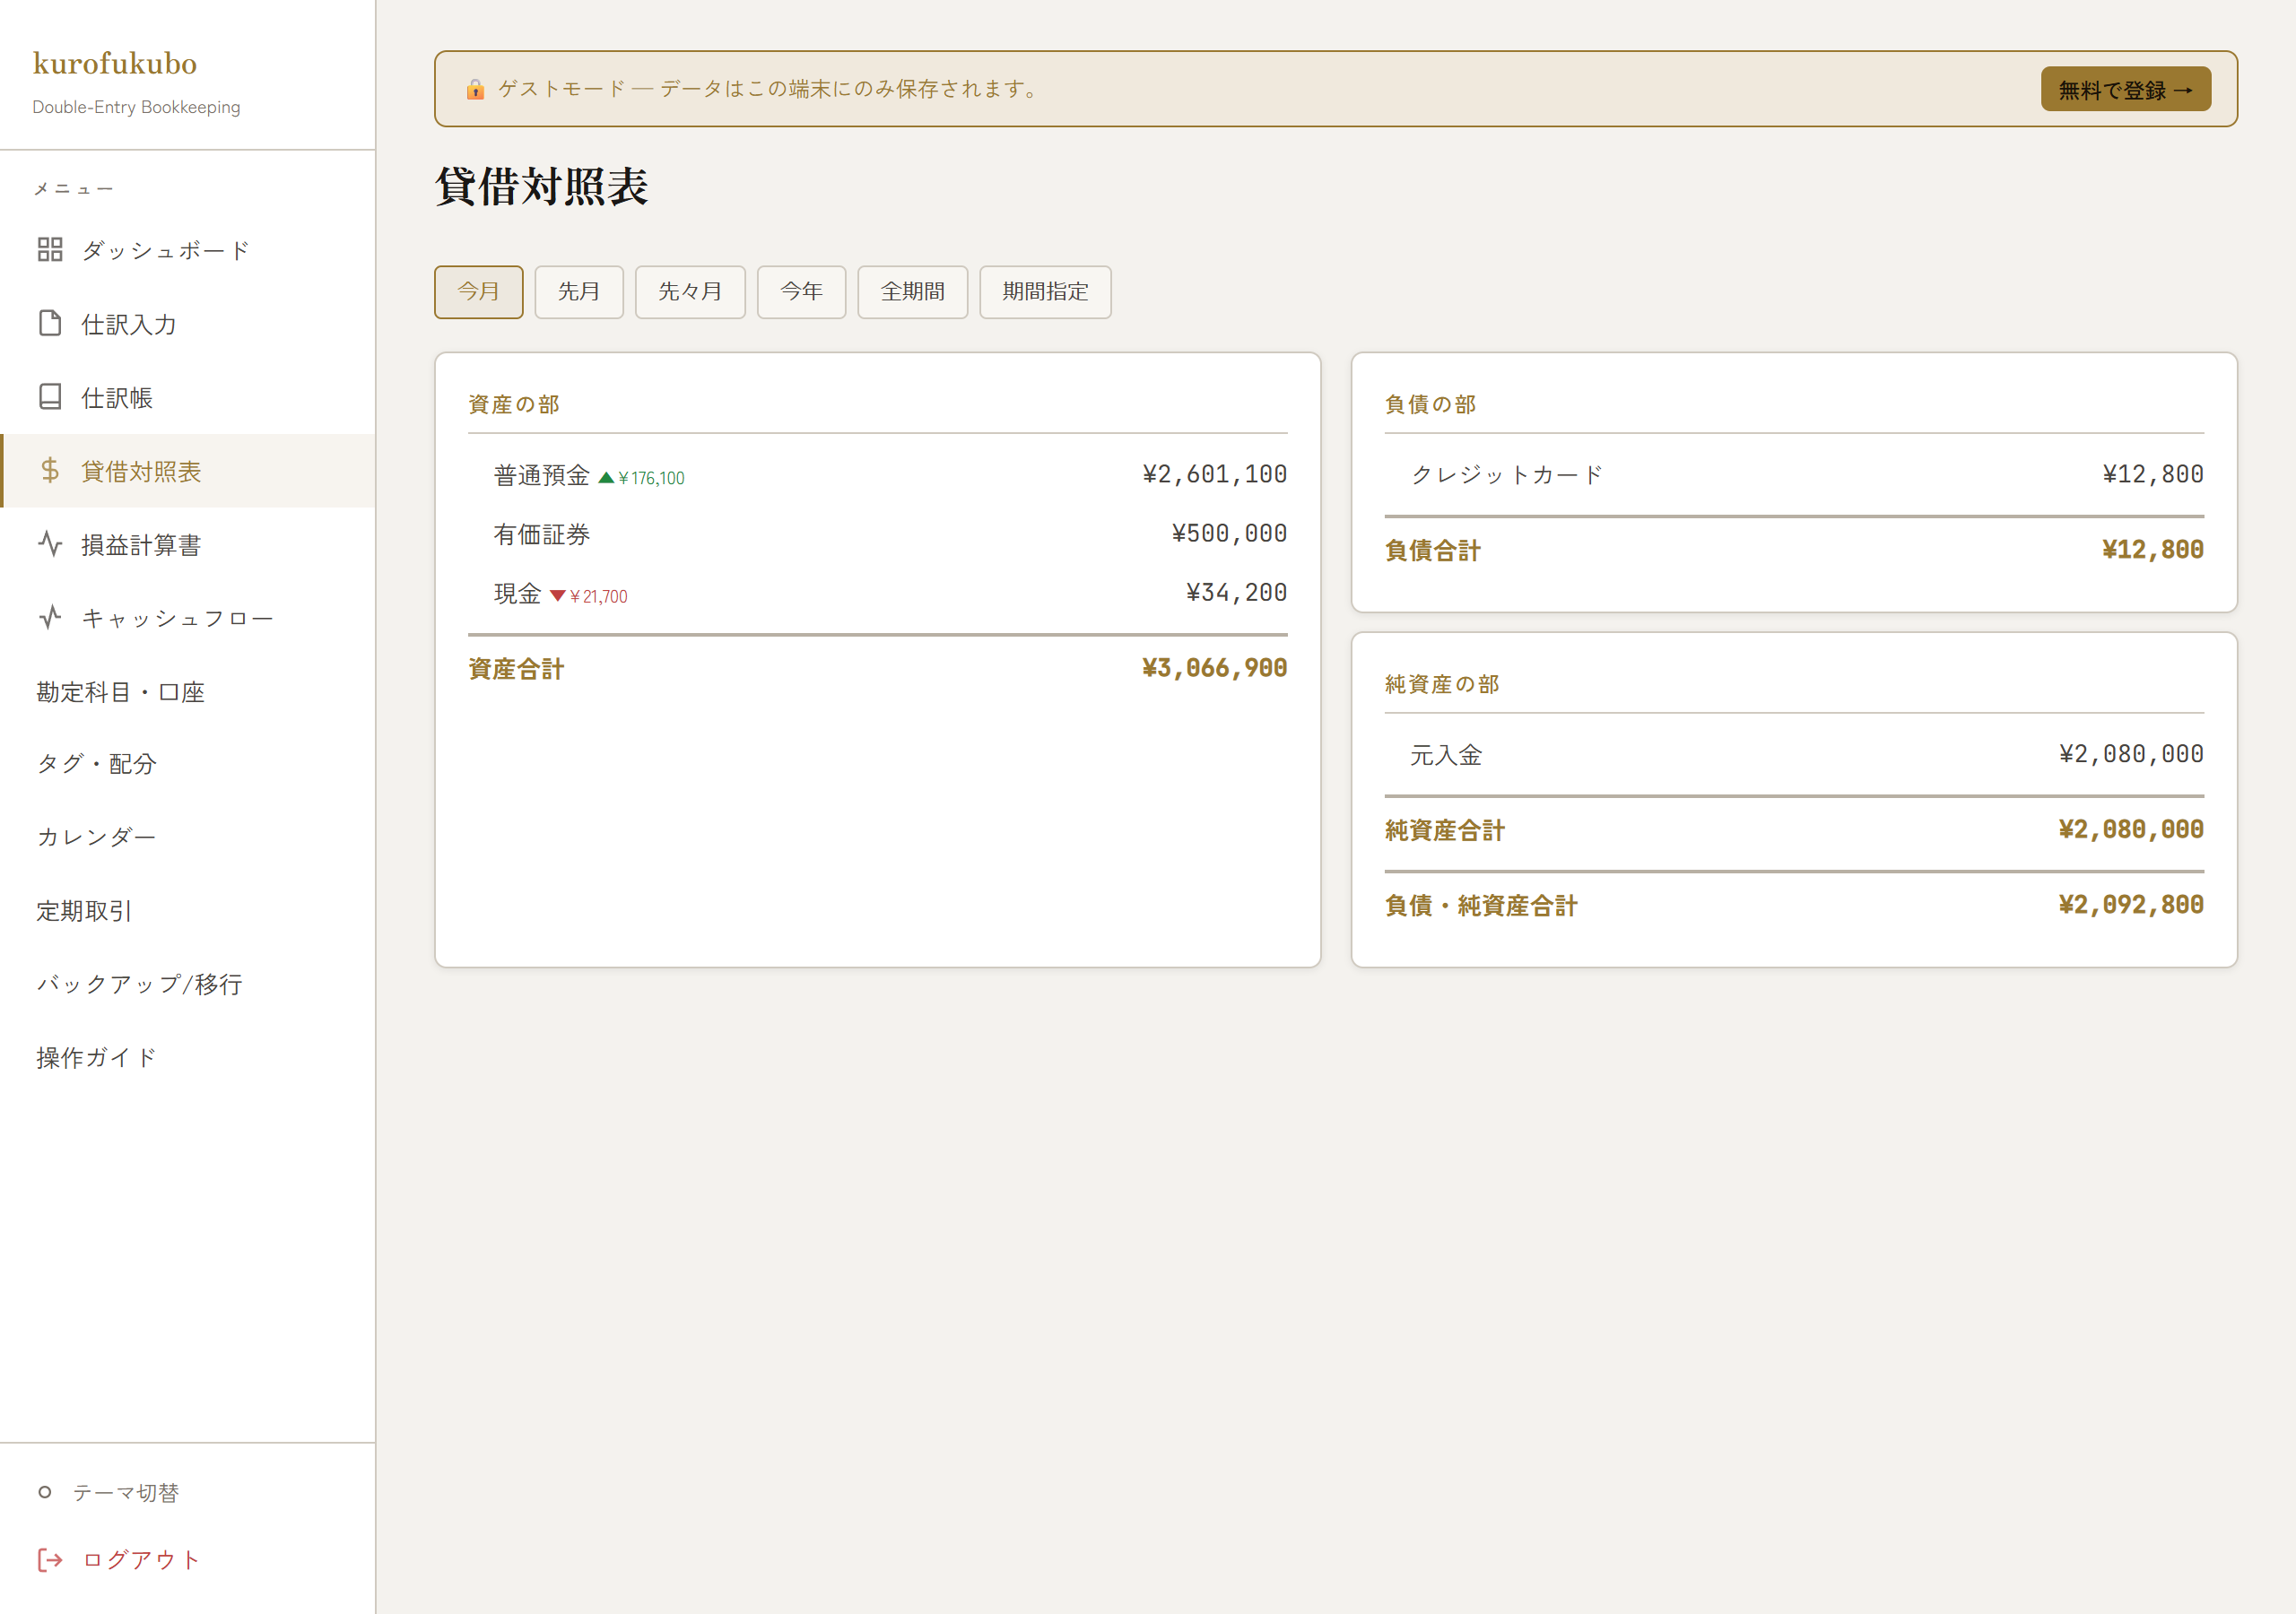 kurofukubo
Double-Entry Bookkeeping
メニュー
ダッシュボード
仕訳入力
仕訳帳
貸借対照表
損益計算書
キャッシュフロー
勘定科目・口座
タグ・配分
カレンダー
定期取引
バックアップ/移行
操作ガイド
テーマ切替
ログアウト
ゲストモード — データはこの端末にのみ保存されます。
無料で登録 →
貸借対照表
今月 先月 先々月 今年 全期間 期間指定
資産の部
普通預金 ▲¥176,100 ¥2,601,100
有価証券 ¥500,000
現金 ▼¥21,700 ¥34,200
資産合計 ¥3,066,900
負債の部
クレジットカード ¥12,800
負債合計 ¥12,800
純資産の部
元入金 ¥2,080,000
純資産合計 ¥2,080,000
負債・純資産合計 ¥2,092,800